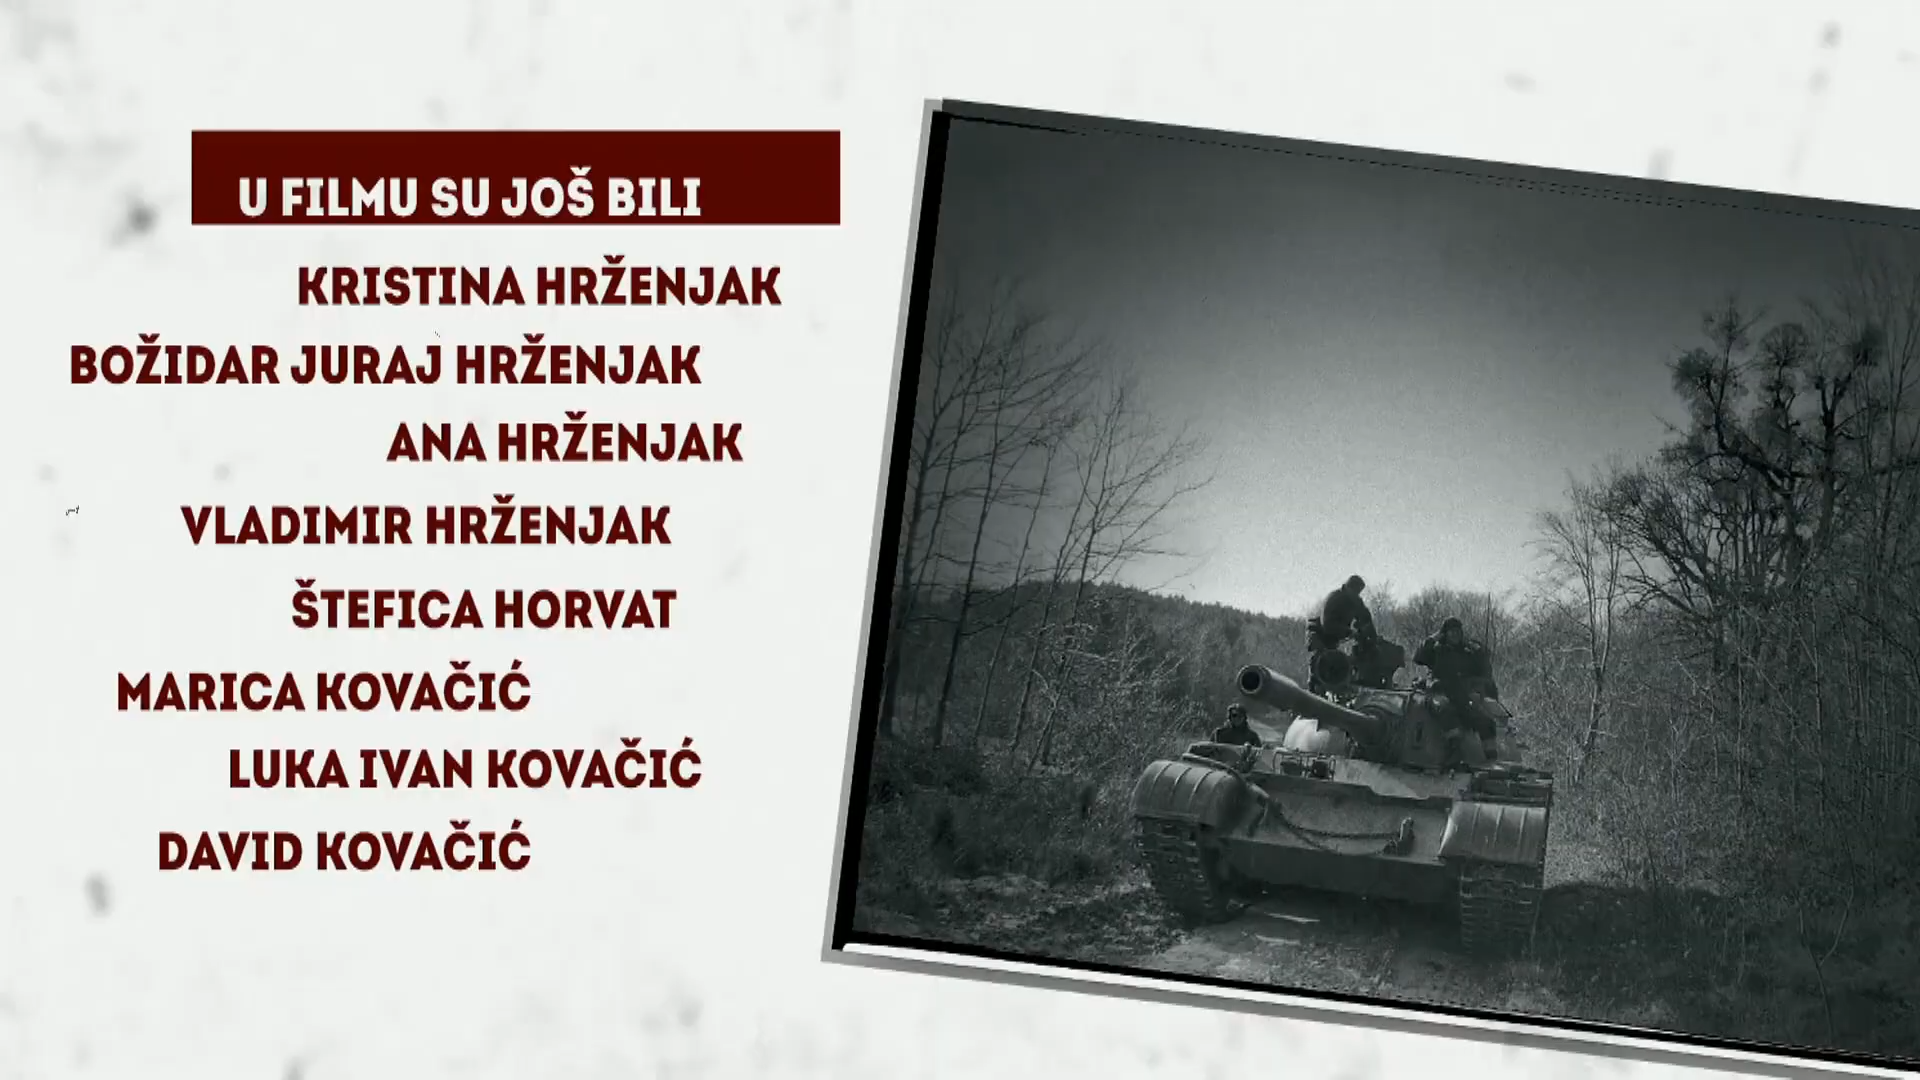 U FILMU SU JOŠ BILI
KRISTINA HRŽENJAK
BOŽIDAR JURAJ HRŽENJAK
ANA HRŽENJAK
VLADIMIR HRŽENJAK
ŠTEFICA HORVAT
MARICA KOVAČIĆ
LUKA IVAN KOVAČIĆ
DAVID KOVAČIĆ